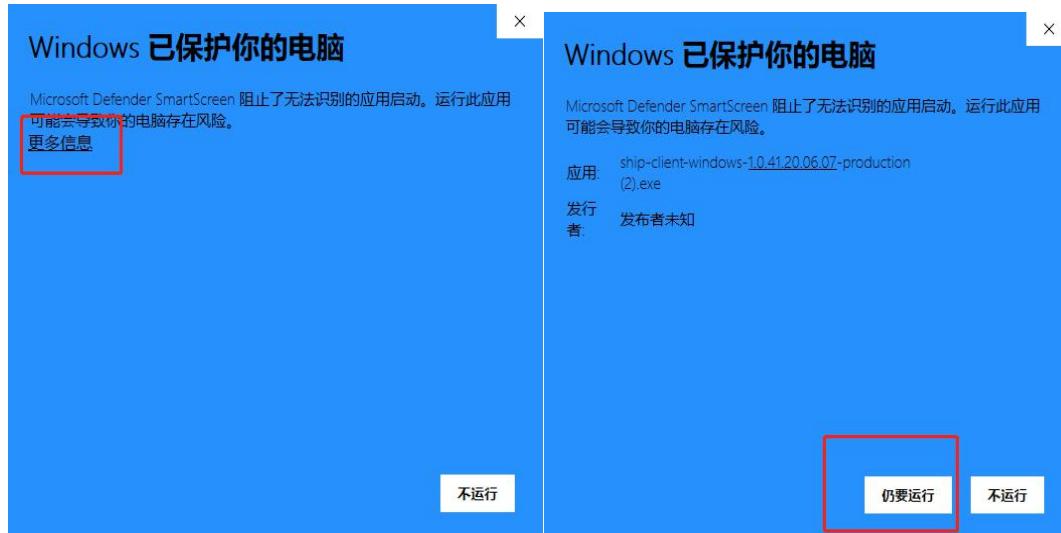 Windows 已保护你的电脑
Microsoft Defender SmartScreen 阻止了无法识别的应用启动。运行此应用
可能会导致你的电脑存在风险。
更多信息
不运行
Windows 已保护你的电脑
Microsoft Defender SmartScreen 阻止了无法识别的应用启动。运行此应用
可能会导致你的电脑存在风险。
应用: ship-client-windows-1.0.41.20.06.07-production
(2).exe
发行
者: 发布者未知
仍要运行 不运行